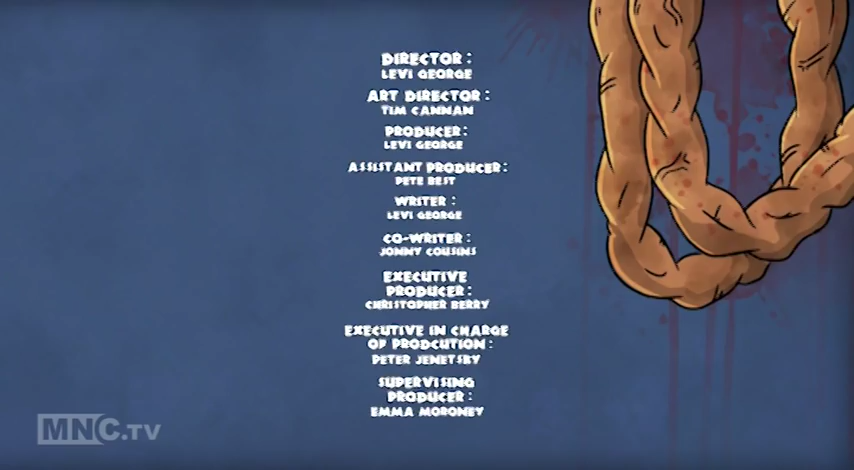 DIRECTOR:
LEVI GEORGE
ART DIRECTOR:
TIM CANNAN
PRODUCER:
LEVI GEORGE
ASSISTANT PRODUCER:
PETE BEST
WRITER:
LEVI GEORGE
CO-WRITER:
JONNY COUSINS
EXECUTIVE
PRODUCER:
CHRISTOPHER BERRY
EXECUTIVE IN CHARGE
OF PRODCUTION:
PETER JENETSKY
SUPERVISING
PRODUCER:
EMMA MORONEY
MNC.TV